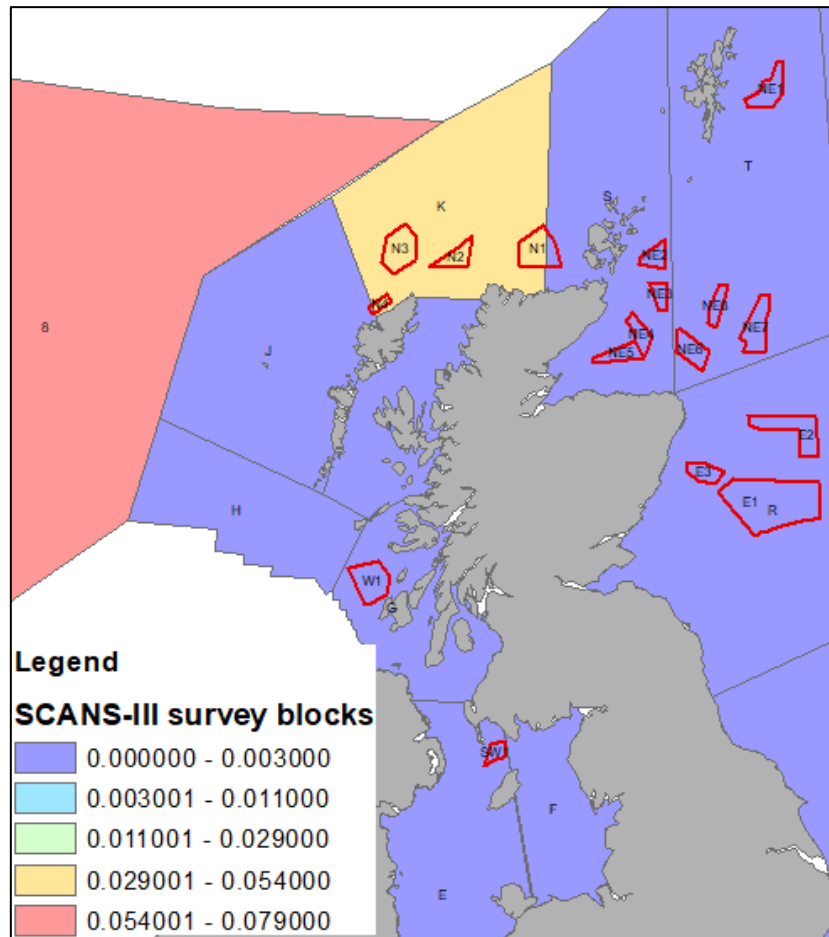 NE1
T
S
K
N3
N2
N1
NE2
NE3
NE8
NE7
8
J
NE4
NE5
NE6
E2
E3
E1
R
H
W1
G
Legend
SCANS-III survey blocks
0.000000 - 0.003000
0.003001 - 0.011000
0.011001 - 0.029000
0.029001 - 0.054000
0.054001 - 0.079000
SW1
F
E